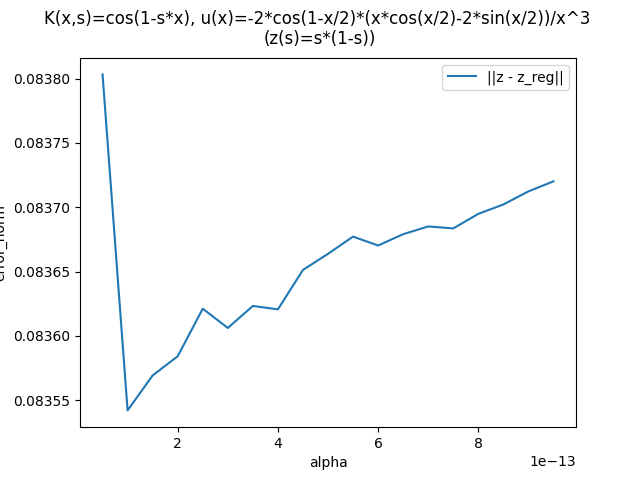 K(x,s)=cos(1-s*x), u(x)=-2*cos(1-x/2)*(x*cos(x/2)-2*sin(x/2))/x^3
(z(s)=s*(1-s))
||z - z_reg||
0.08380
0.08375
0.08370
0.08365
0.08360
0.08355
error_norm
2 4 6 8
1e−13
alpha